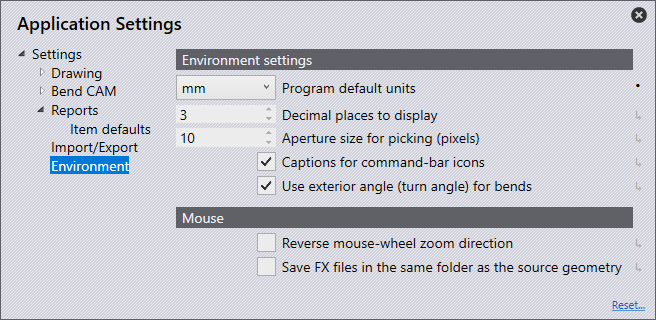 Application Settings
Settings
Drawing
Bend CAM
Reports
Item defaults
Import/Export
Environment
Environment settings
mm Program default units
3 Decimal places to display
10 Aperture size for picking (pixels)
Captions for command-bar icons
Use exterior angle (turn angle) for bends
Mouse
Reverse mouse-wheel zoom direction
Save FX files in the same folder as the source geometry
Reset...